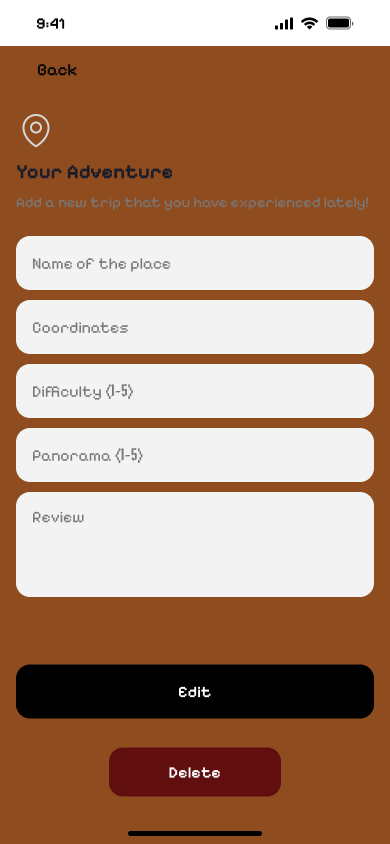 9:41
Back
Your Adventure
Add a new trip that you have experienced lately!
Name of the place
Coordinates
Difficulty (1-5)
Panorama (1-5)
Review
Edit
Delete